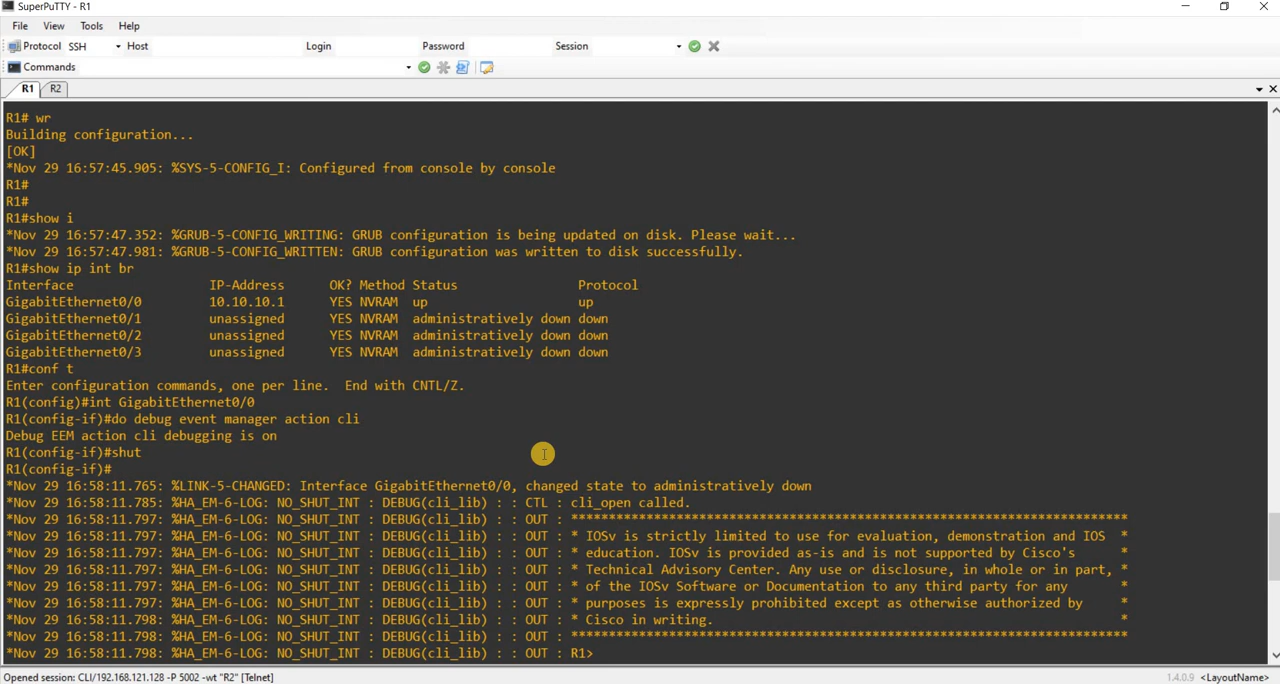 SuperPuTTY - R1
File View Tools Help
Protocol SSH Host Login Password Session
Commands
R1 R2
R1# wr
Building configuration...
[OK]
*Nov 29 16:57:45.905: %SYS-5-CONFIG_I: Configured from console by console
R1#
R1#
R1#show i
*Nov 29 16:57:47.352: %GRUB-5-CONFIG_WRITING: GRUB configuration is being updated on disk. Please wait...
*Nov 29 16:57:47.981: %GRUB-5-CONFIG_WRITTEN: GRUB configuration was written to disk successfully.
R1#show ip int br
Interface IP-Address OK? Method Status Protocol
GigabitEthernet0/0 10.10.10.1 YES NVRAM up up
GigabitEthernet0/1 unassigned YES NVRAM administratively down down
GigabitEthernet0/2 unassigned YES NVRAM administratively down down
GigabitEthernet0/3 unassigned YES NVRAM administratively down down
R1#conf t
Enter configuration commands, one per line. End with CNTL/Z.
R1(config)#int GigabitEthernet0/0
R1(config-if)#do debug event manager action cli
Debug EEM action cli debugging is on
R1(config-if)#shut
R1(config-if)#
*Nov 29 16:58:11.765: %LINK-5-CHANGED: Interface GigabitEthernet0/0, changed state to administratively down
*Nov 29 16:58:11.785: %HA_EM-6-LOG: NO_SHUT_INT : DEBUG(cli_lib) : : CTL : cli_open called.
*Nov 29 16:58:11.797: %HA_EM-6-LOG: NO_SHUT_INT : DEBUG(cli_lib) : : OUT : **************************************************************************
*Nov 29 16:58:11.797: %HA_EM-6-LOG: NO_SHUT_INT : DEBUG(cli_lib) : : OUT : * IOSv is strictly limited to use for evaluation, demonstration and IOS *
*Nov 29 16:58:11.797: %HA_EM-6-LOG: NO_SHUT_INT : DEBUG(cli_lib) : : OUT : * education. IOSv is provided as-is and is not supported by Cisco's *
*Nov 29 16:58:11.797: %HA_EM-6-LOG: NO_SHUT_INT : DEBUG(cli_lib) : : OUT : * Technical Advisory Center. Any use or disclosure, in whole or in part, *
*Nov 29 16:58:11.797: %HA_EM-6-LOG: NO_SHUT_INT : DEBUG(cli_lib) : : OUT : * of the IOSv Software or Documentation to any third party for any *
*Nov 29 16:58:11.797: %HA_EM-6-LOG: NO_SHUT_INT : DEBUG(cli_lib) : : OUT : * purposes is expressly prohibited except as otherwise authorized by *
*Nov 29 16:58:11.798: %HA_EM-6-LOG: NO_SHUT_INT : DEBUG(cli_lib) : : OUT : * Cisco in writing. *
*Nov 29 16:58:11.798: %HA_EM-6-LOG: NO_SHUT_INT : DEBUG(cli_lib) : : OUT : **************************************************************************
*Nov 29 16:58:11.798: %HA_EM-6-LOG: NO_SHUT_INT : DEBUG(cli_lib) : : OUT : R1>
Opened session: CLI/192.168.121.128 -P 5002 -wt "R2" [Telnet] 1.4.0.9 <LayoutName>